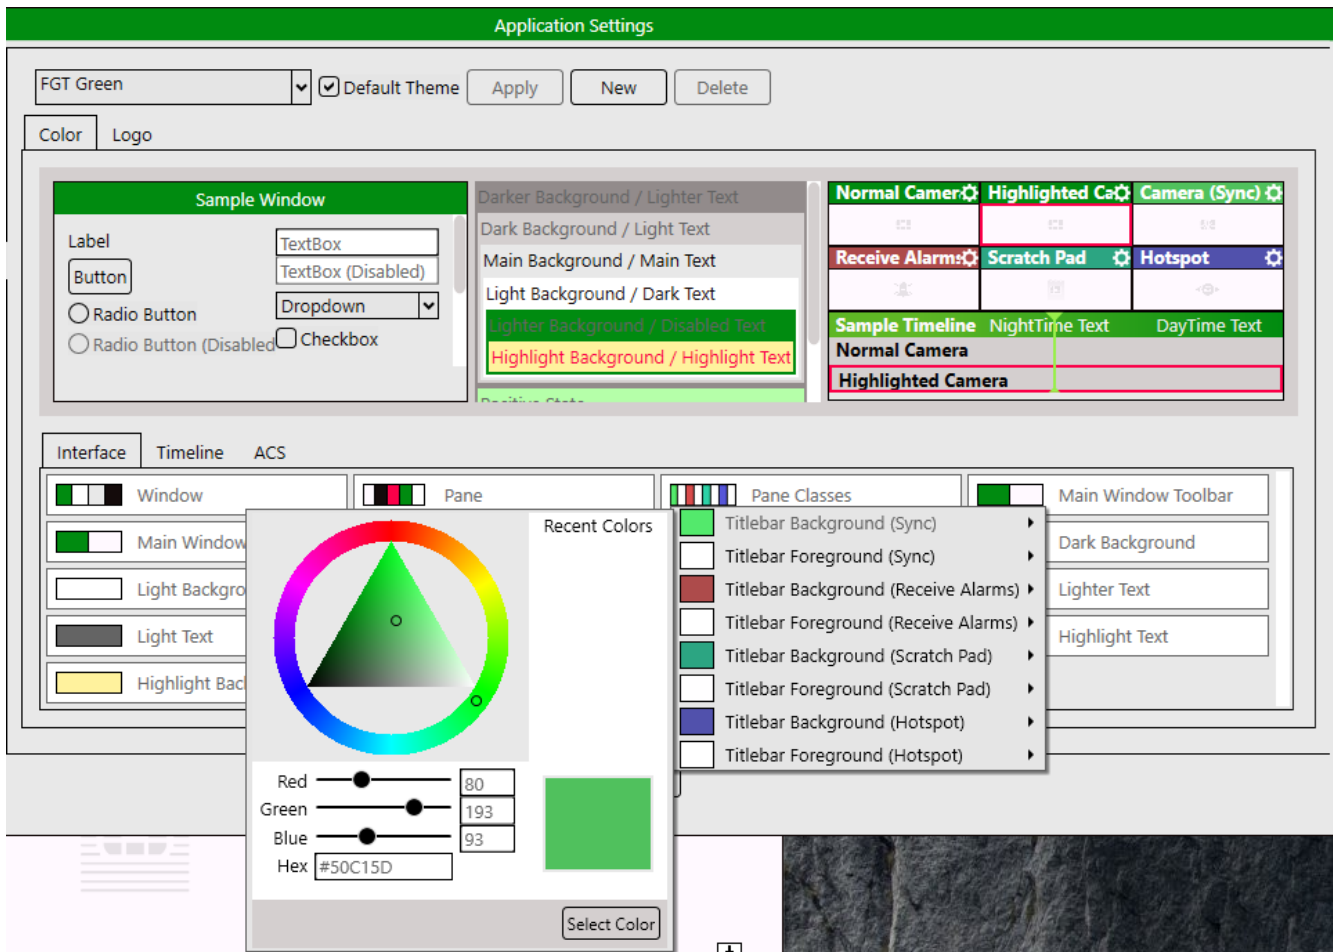 Application Settings
FGT Green
Default Theme
Apply
New
Delete
Color
Logo
Sample Window
Label
TextBox
Button
TextBox (Disabled)
Radio Button
Dropdown
Radio Button (Disabled
Checkbox
Darker Background / Lighter Text
Dark Background / Light Text
Main Background / Main Text
Light Background / Dark Text
Lighter Background / Disabled Text
Highlight Background / Highlight Text
Positive State
Normal Camer
Highlighted Ca
Camera (Sync)
Receive Alarms
Scratch Pad
Hotspot
Sample Timeline
NightTime Text
DayTime Text
Normal Camera
Highlighted Camera
Interface
Timeline
ACS
Window
Pane
Pane Classes
Main Window Toolbar
Main Window
Dark Background
Light Backgro
Lighter Text
Light Text
Highlight Text
Highlight Bac
Recent Colors
Red
80
Green
193
Blue
93
Hex
#50C15D
Select Color
Titlebar Background (Sync)
Titlebar Foreground (Sync)
Titlebar Background (Receive Alarms)
Titlebar Foreground (Receive Alarms)
Titlebar Background (Scratch Pad)
Titlebar Foreground (Scratch Pad)
Titlebar Background (Hotspot)
Titlebar Foreground (Hotspot)